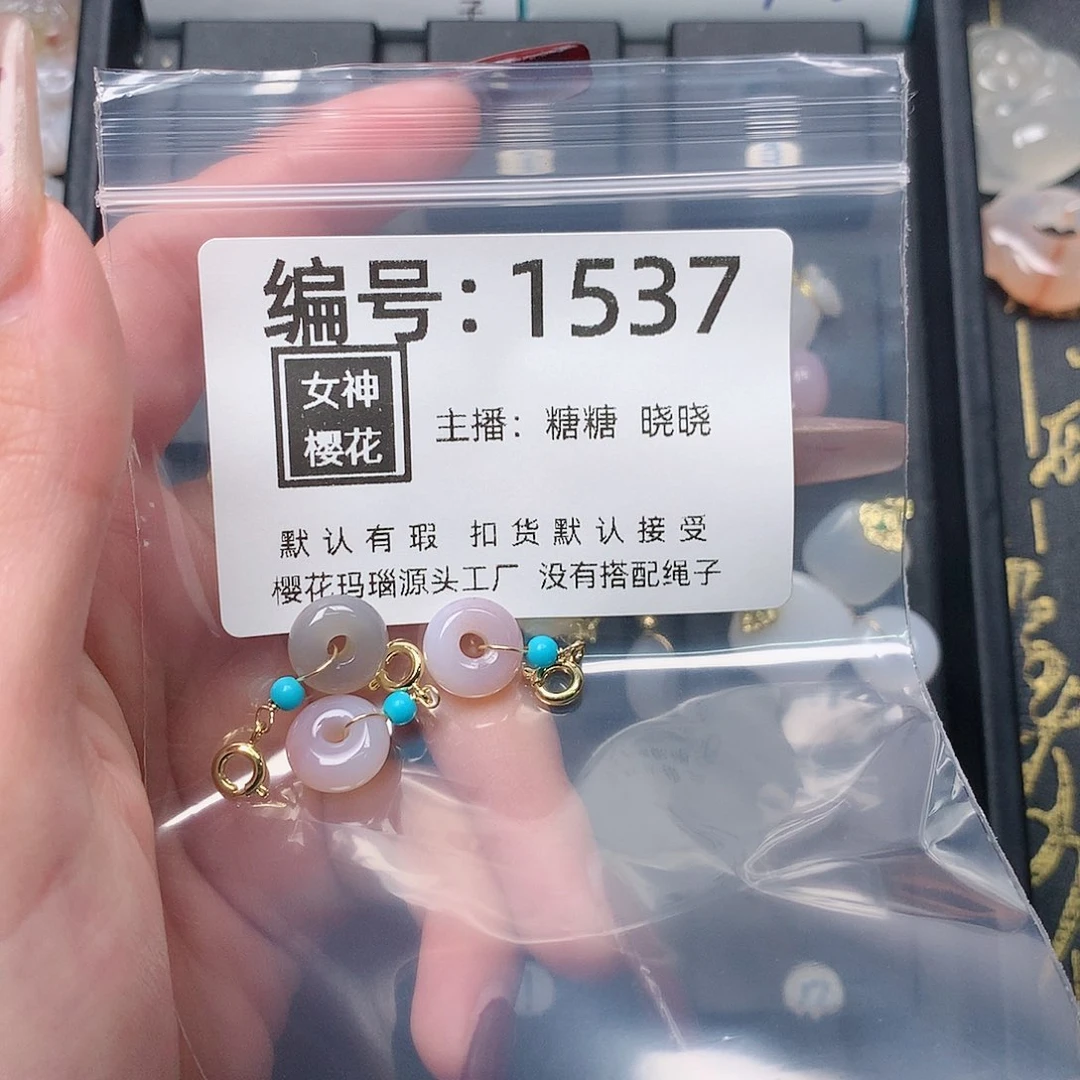 子
编号：1537
女神
樱花
主播：糖糖 晓晓
默认有瑕 扣货默认接受
樱花玛瑙源头工厂 没有搭配绳子